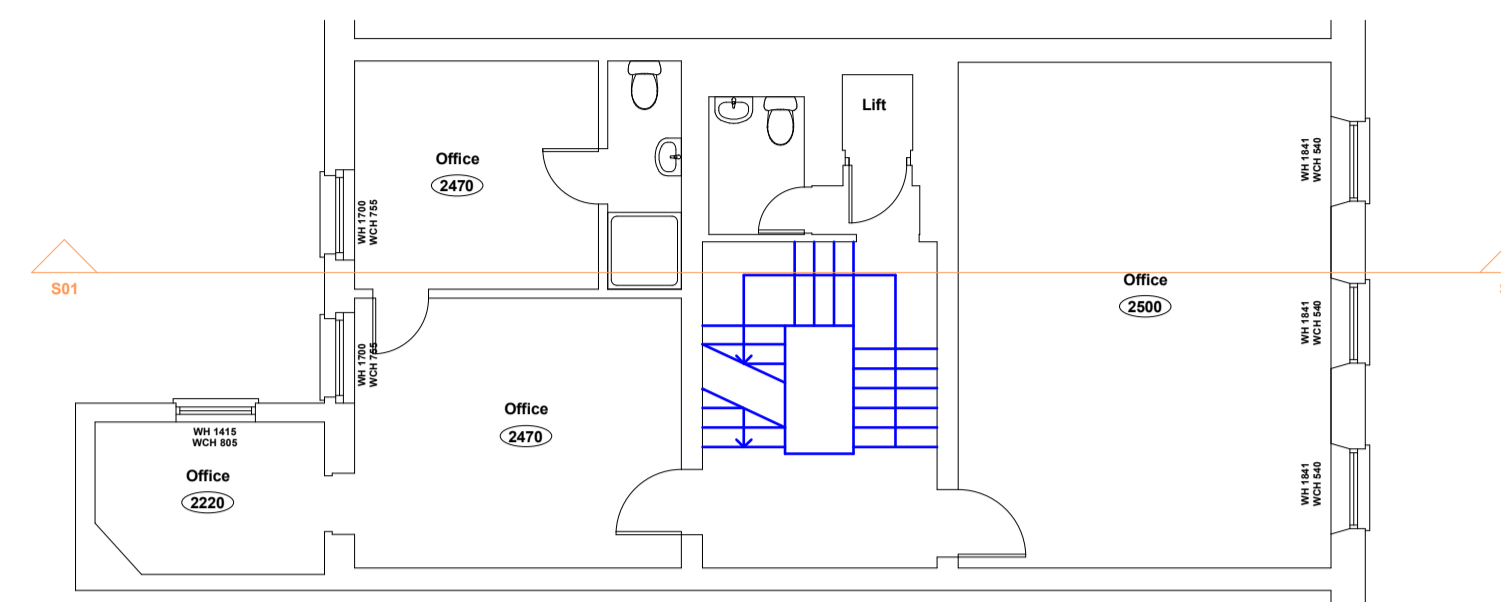 Lift
Office
2470
WH 1841
WCH 540
WH 1700
WCH 755
S01
Office
2500
WH 1841
WCH 540
WH 1700
WCH 755
Office
2470
WH 1415
WCH 805
Office
2220
WH 1841
WCH 540